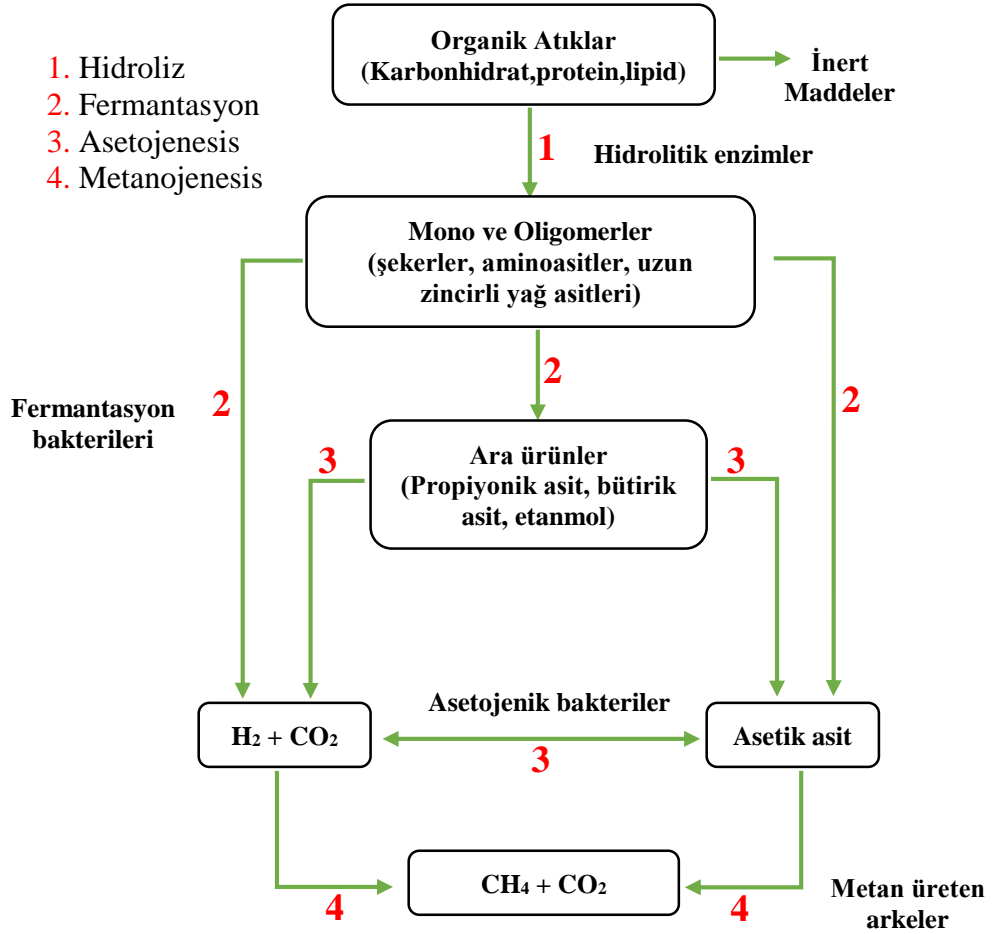 1. Hidroliz
2. Fermantasyon
3. Asetojenesis
4. Metanojenesis
Organik Atıklar
(Karbonhidrat,protein,lipid)
İnert
Maddeler
1
Hidrolitik enzimler
Mono ve Oligomerler
(şekerler, aminoasitler, uzun
zincirli yağ asitleri)
Fermantasyon
bakterileri
2
2
2
3
Ara ürünler
(Propiyonik asit, bütirik
asit, etanmol)
3
H₂ + CO₂
Asetojenik bakteriler
3
Asetik asit
4
CH₄ + CO₂
4
Metan üreten
arkeler